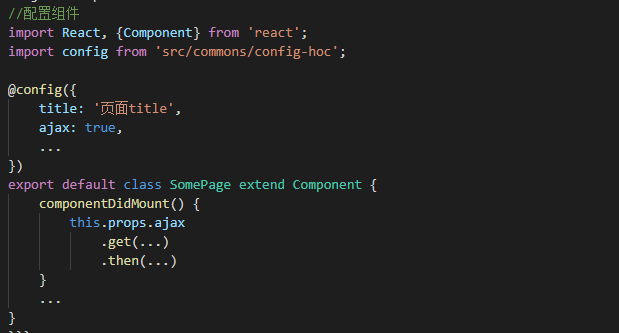 //配置组件
import React, {Component} from 'react';
import config from 'src/commons/config-hoc';
@config({
title: '页面title',
ajax: true,
...
})
export default class SomePage extend Component {
componentDidMount() {
this.props.ajax
.get(...)
.then(...)
}
...
}